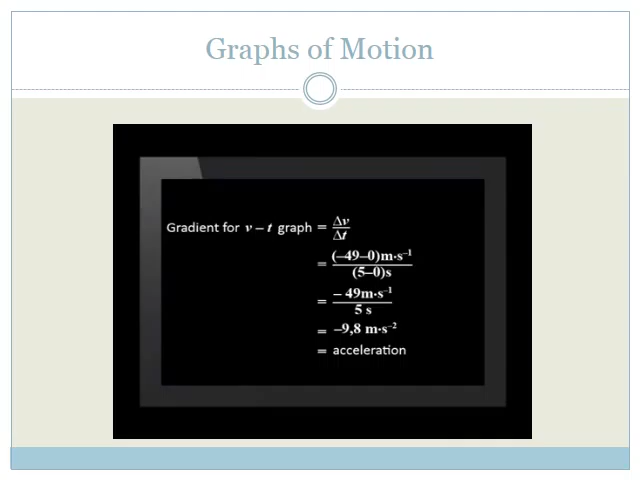 Graphs of Motion
Gradient for v – t graph = Δv/Δt
= (–49–0)m·s⁻¹/(5–0)s
= – 49m·s⁻¹/5 s
= –9,8 m·s⁻²
= acceleration